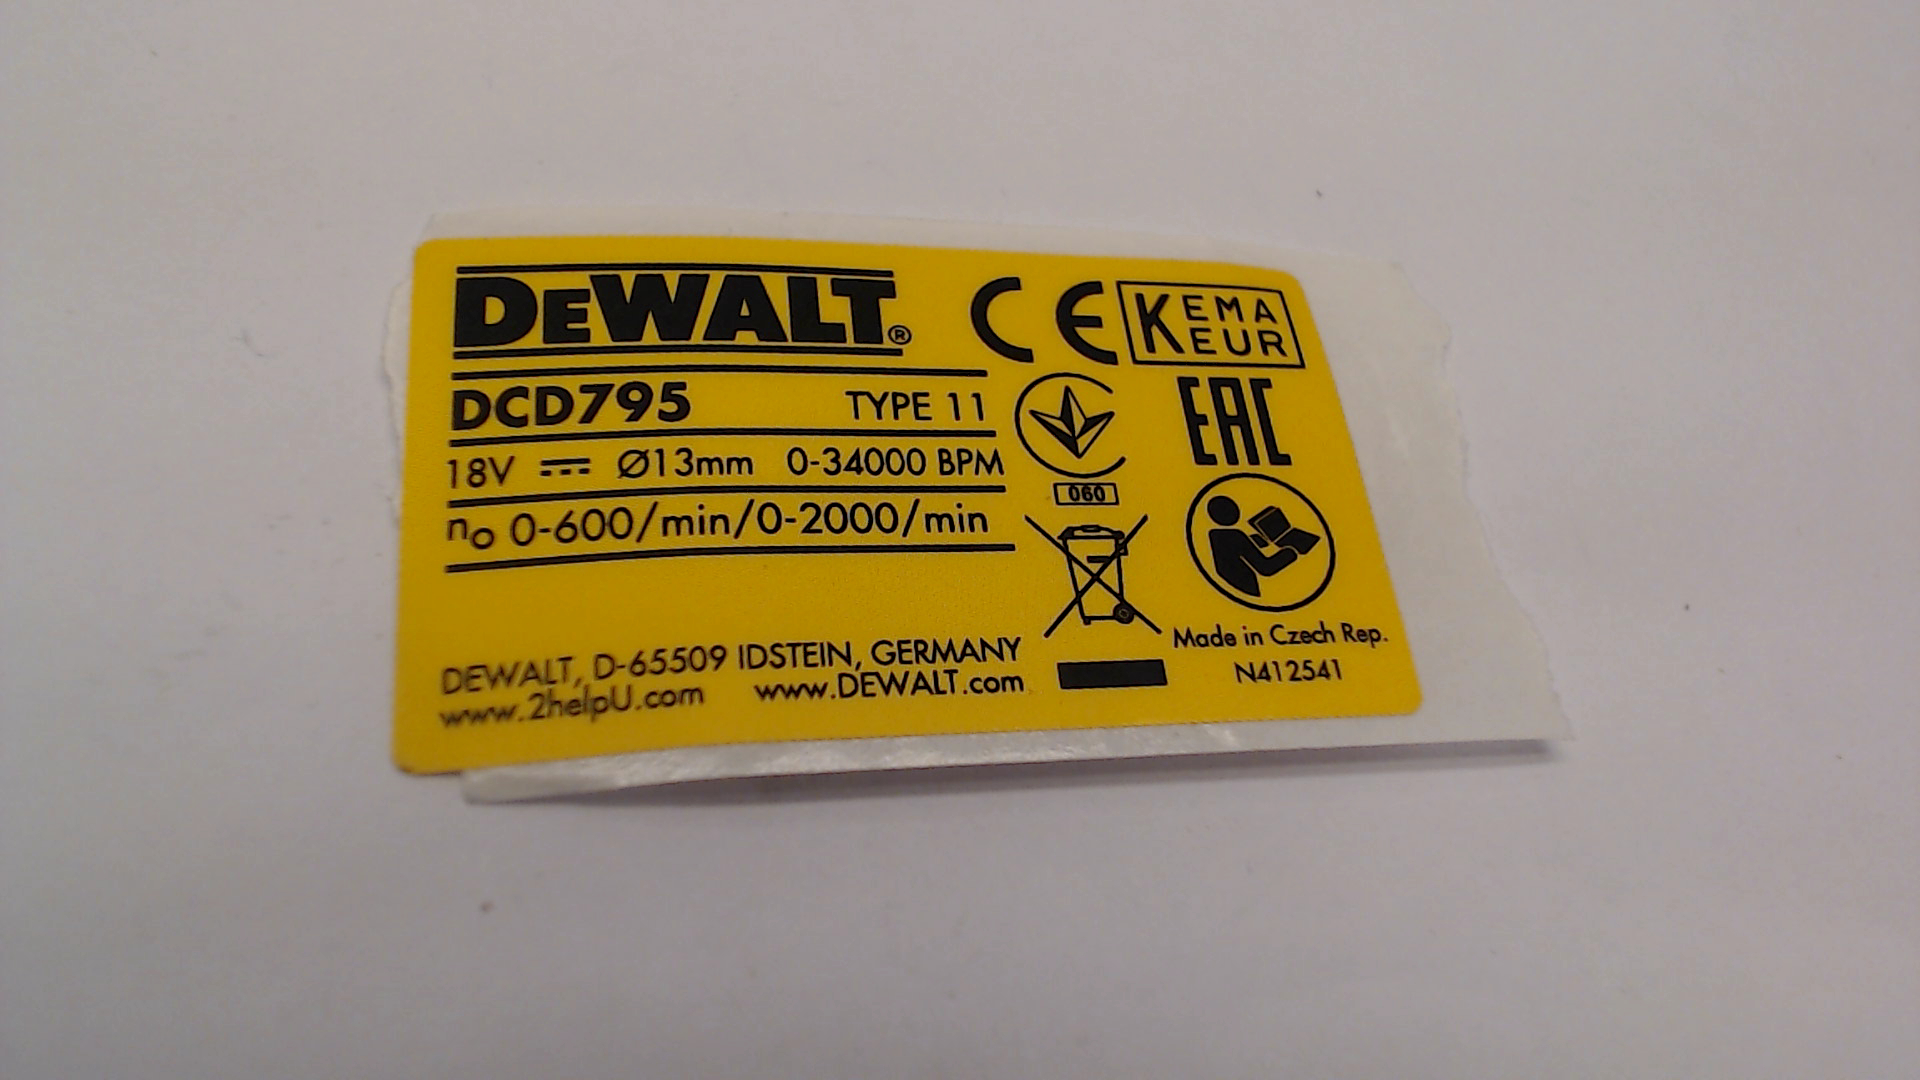 DEWALT®
CE
KEMA
KEUR
DCD795 TYPE 11
18V ⎓ Ø13mm 0-34000 BPM
n₀ 0-600/min/0-2000/min
060
EAC
DEWALT, D-65509 IDSTEIN, GERMANY
www.2helpU.com www.DEWALT.com
Made in Czech Rep.
N412541